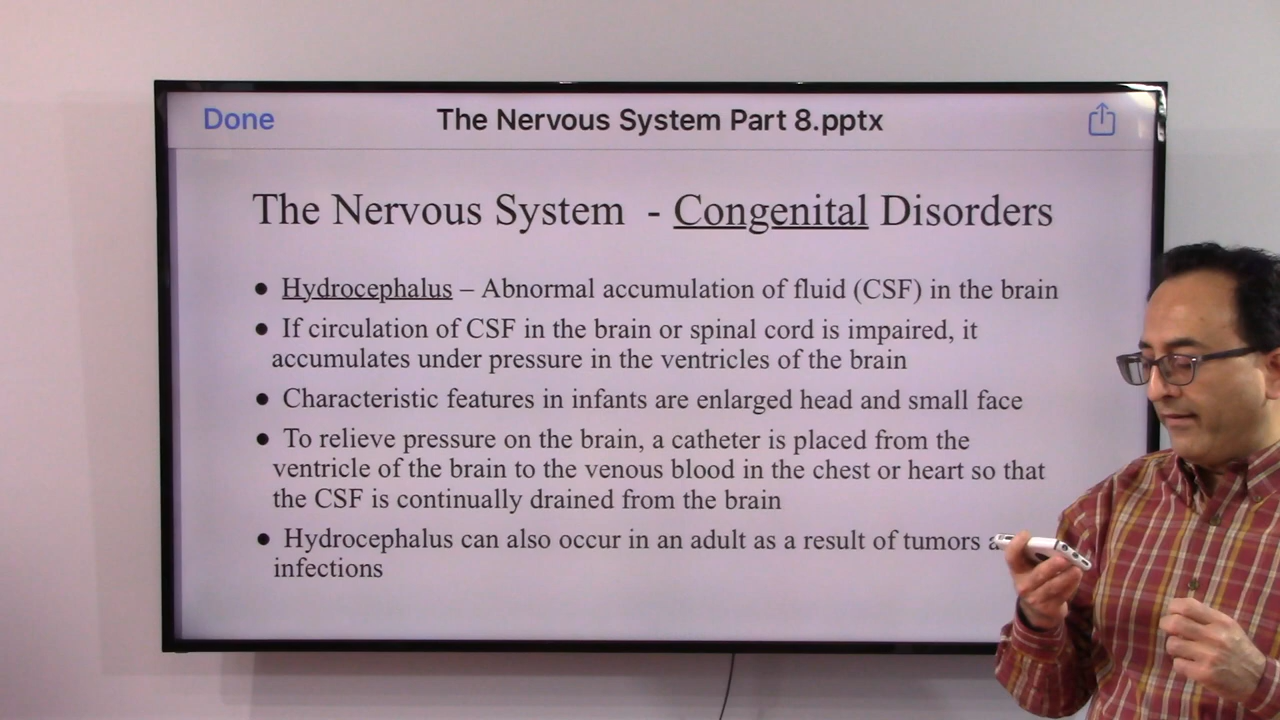 Done
The Nervous System Part 8.pptx
The Nervous System - Congenital Disorders
● Hydrocephalus – Abnormal accumulation of fluid (CSF) in the brain
● If circulation of CSF in the brain or spinal cord is impaired, it
accumulates under pressure in the ventricles of the brain
● Characteristic features in infants are enlarged head and small face
● To relieve pressure on the brain, a catheter is placed from the
ventricle of the brain to the venous blood in the chest or heart so that
the CSF is continually drained from the brain
● Hydrocephalus can also occur in an adult as a result of tumors
infections